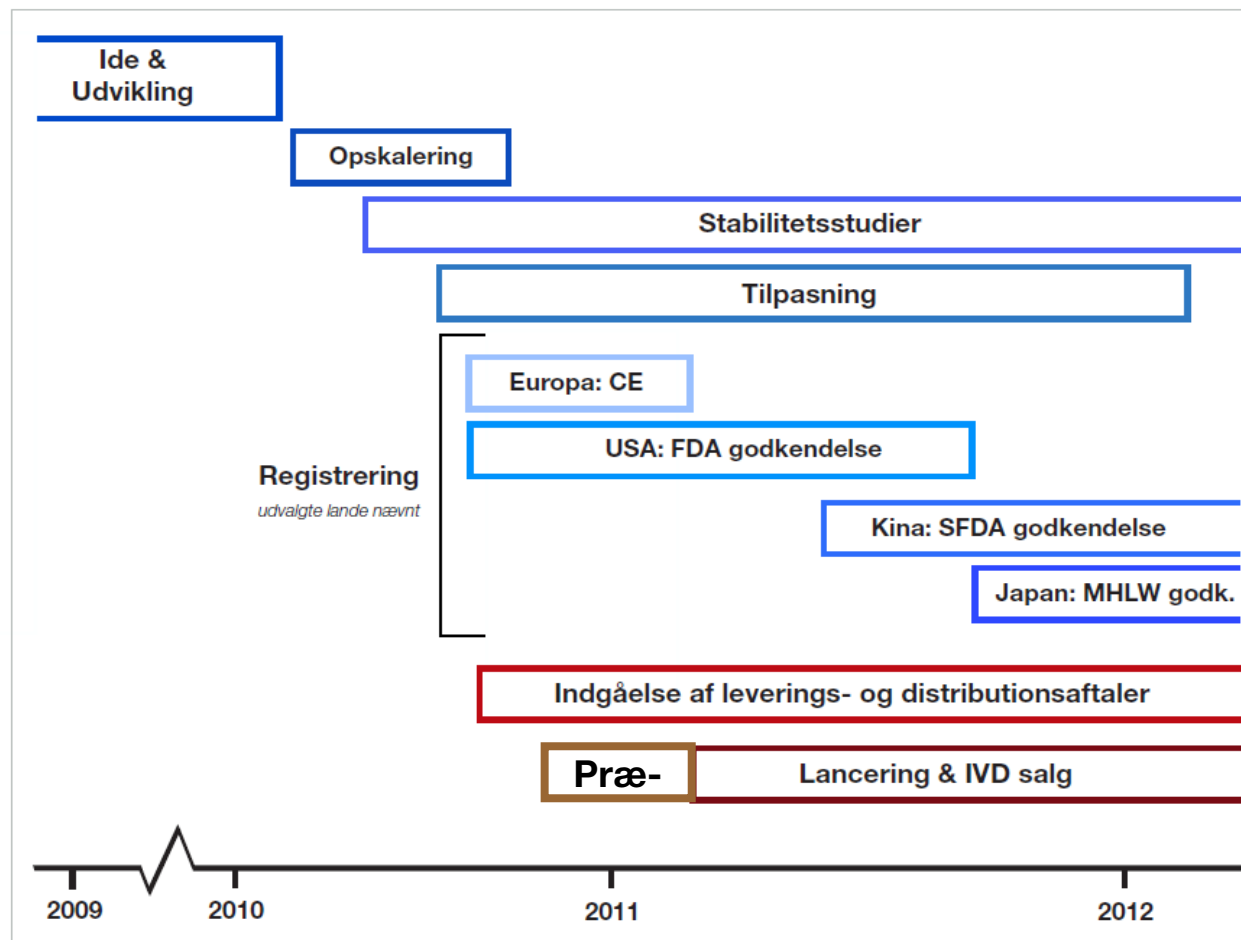 Ide &
Udvikling
Opskalering
Stabilitetsstudier
Tilpasning
Europa: CE
USA: FDA godkendelse
Registrering
udvalgte lande nævnt
Kina: SFDA godkendelse
Japan: MHLW godk.
Indgåelse af leverings- og distributionsaftaler
Præ-
Lancering & IVD salg
2009
2010
2011
2012